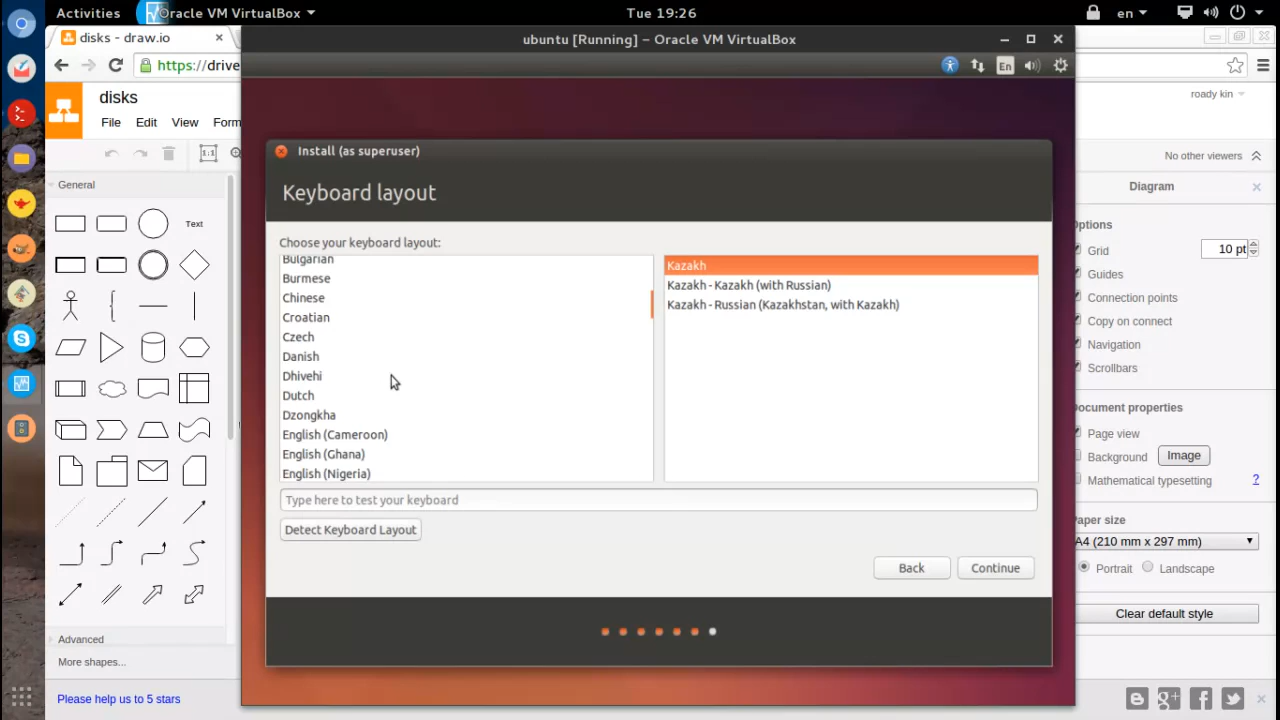 Activities
Oracle VM VirtualBox
Tue 19:26
en
disks - draw.io
https://drive
ubuntu [Running] – Oracle VM VirtualBox
En
disks
roady kin
File Edit View Form
1:1
No other viewers
Install (as superuser)
General
Diagram
Keyboard layout
Text
Options
Choose your keyboard layout:
Grid 10 pt
Guides
Connection points
Copy on connect
Navigation
Scrollbars
Bulgarian
Burmese
Chinese
Croatian
Czech
Danish
Dhivehi
Dutch
Dzongkha
English (Cameroon)
English (Ghana)
English (Nigeria)
Kazakh
Kazakh - Kazakh (with Russian)
Kazakh - Russian (Kazakhstan, with Kazakh)
Document properties
Page view
Background Image
Mathematical typesetting ?
Type here to test your keyboard
Detect Keyboard Layout
Paper size
A4 (210 mm x 297 mm)
Portrait Landscape
Back Continue
Clear default style
Advanced
More shapes...
Please help us to 5 stars